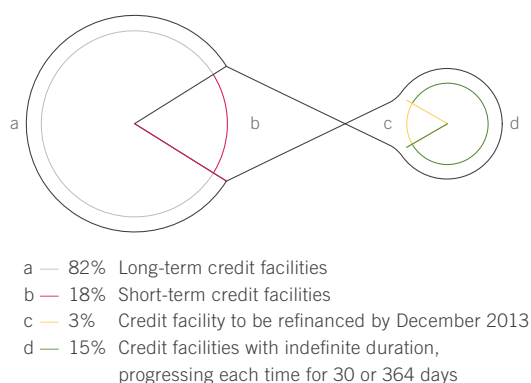 a b c d
a — 82% Long-term credit facilities
b — 18% Short-term credit facilities
c — 3% Credit facility to be refinanced by December 2013
d — 15% Credit facilities with indefinite duration,
progressing each time for 30 or 364 days